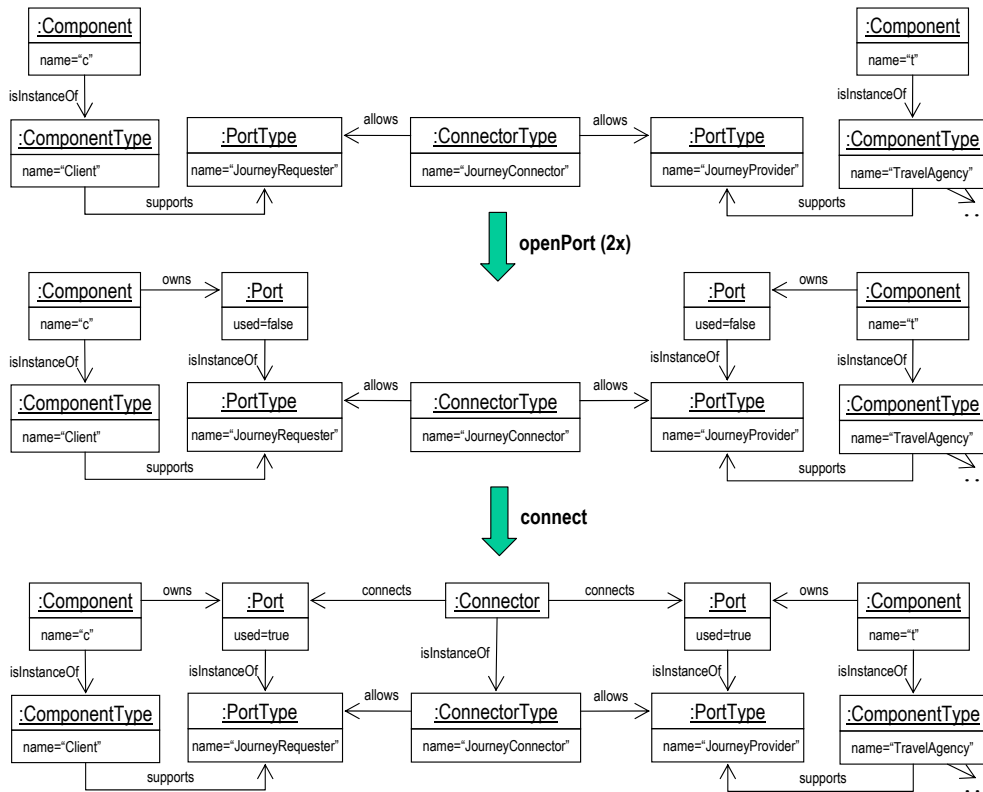 :Component
:Component
name=“c”
name=“t”
isInstanceOf
isInstanceOf
:ComponentType
:PortType
allows
:ConnectorType
allows
:PortType
:ComponentType
name=“Client”
name=“JourneyRequester”
name=“JourneyConnector”
name=“JourneyProvider”
name=“TravelAgency”
supports
supports
. .
openPort (2x)
:Component
owns
:Port
:Port
owns
:Component
name=“c”
used=false
used=false
name=“t”
isInstanceOf
isInstanceOf
isInstanceOf
isInstanceOf
:ComponentType
:PortType
allows
:ConnectorType
allows
:PortType
:ComponentType
name=“Client”
name=“JourneyRequester”
name=“JourneyConnector”
name=“JourneyProvider”
name=“TravelAgency”
supports
supports
. .
connect
:Component
owns
:Port
connects
:Connector
connects
:Port
owns
:Component
name=“c”
used=true
used=true
name=“t”
isInstanceOf
isInstanceOf
isInstanceOf
isInstanceOf
isInstanceOf
:ComponentType
:PortType
allows
:ConnectorType
allows
:PortType
:ComponentType
name=“Client”
name=“JourneyRequester”
name=“JourneyConnector”
name=“JourneyProvider”
name=“TravelAgency”
supports
supports
. .